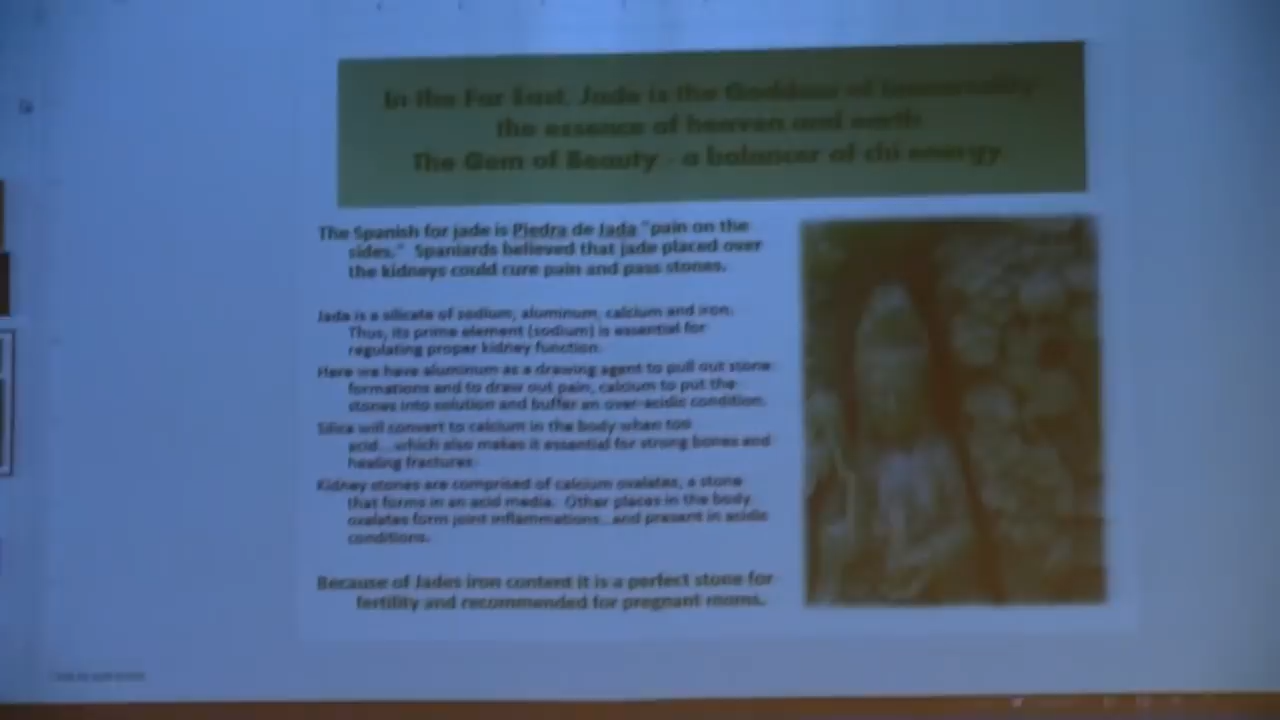 In the Far East, Jade is the Goddess of Immortality
the essence of heaven and earth
The Gem of Beauty - a balancer of chi energy
The Spanish for jade is Piedra de Jada "pain on the
sides." Spaniards believed that jade placed over
the kidneys could cure pain and pass stones.
Jada is a silicate of sodium, aluminum, calcium and iron.
Thus, its prime element (sodium) is essential for
regulating proper kidney function.
Here we have aluminum as a drawing agent to pull out stone
formations and to draw out pain, calcium to put the
stones into solution and buffer an over-acidic condition.
Silica will convert to calcium in the body when too
acid...which also makes it essential for strong bones and
healing fractures.
Kidney stones are comprised of calcium oxalates, a stone
that forms in an acid media. Other places in the body
oxalates form joint inflammations...and present in acidic
conditions.
Because of Jades iron content it is a perfect stone for
fertility and recommended for pregnant moms.